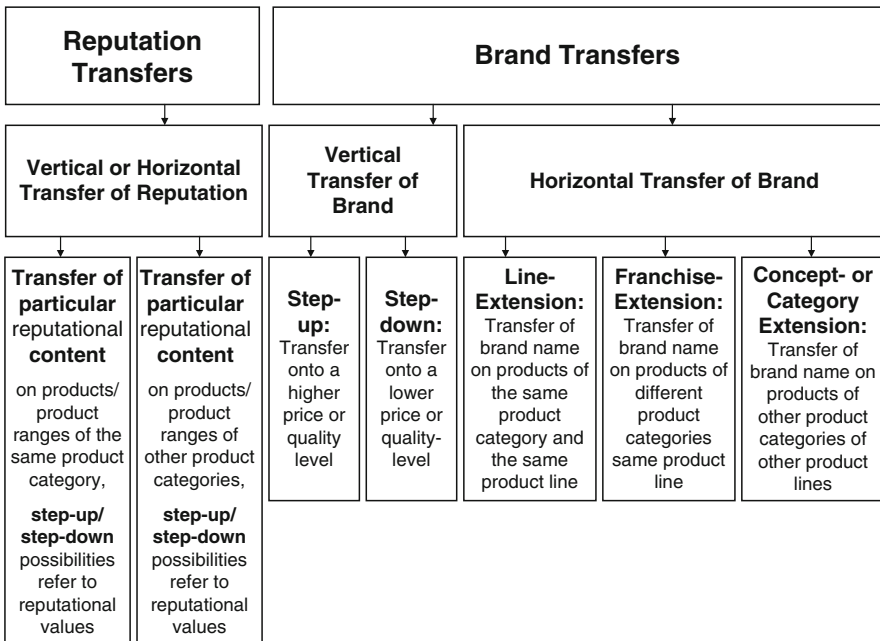 Reputation
Transfers
Brand Transfers
Vertical or Horizontal
Transfer of Reputation
Vertical
Transfer of
Brand
Horizontal Transfer of Brand
Transfer of
particular
reputational
content
on products/
product
ranges of the
same product
category,
step-up/
step-down
possibilities
refer to
reputational
values
Transfer of
particular
reputational
content
on products/
product
ranges of
other product
categories,
step-up/
step-down
possibilities
refer to
reputational
values
Step-
up:
Transfer
onto a
higher
price or
quality
level
Step-
down:
Transfer
onto a
lower
price or
quality-
level
Line-
Extension:
Transfer of
brand name
on products of
the same
product
category and
the same
product line
Franchise-
Extension:
Transfer of
brand name
on products of
different
product
categories
same product
line
Concept- or
Category
Extension:
Transfer of
brand name on
products of
other product
categories of
other product
lines